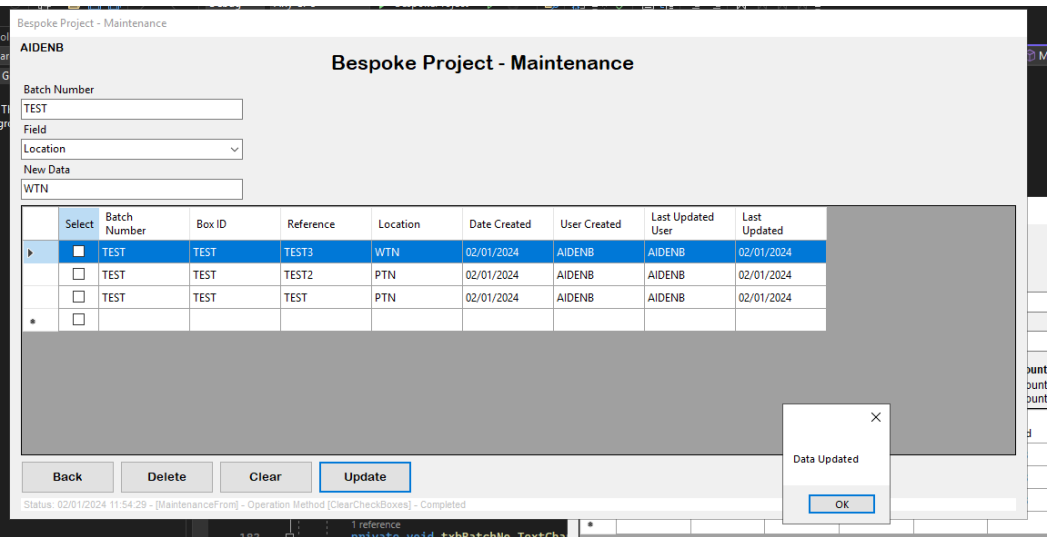 Bespoke Project - Maintenance
AIDENB
Bespoke Project - Maintenance
Batch Number
TEST
Field
Location
New Data
WTN
Select Batch Number Box ID Reference Location Date Created User Created Last Updated User Last Updated
TEST TEST TEST3 WTN 02/01/2024 AIDENB AIDENB 02/01/2024
TEST TEST TEST2 PTN 02/01/2024 AIDENB AIDENB 02/01/2024
TEST TEST TEST PTN 02/01/2024 AIDENB AIDENB 02/01/2024
Data Updated
OK
Back Delete Clear Update
Status: 02/01/2024 11:54:29 - [MaintenanceFrom] - Operation Method [ClearCheckBoxes] - Completed
1 reference
private void